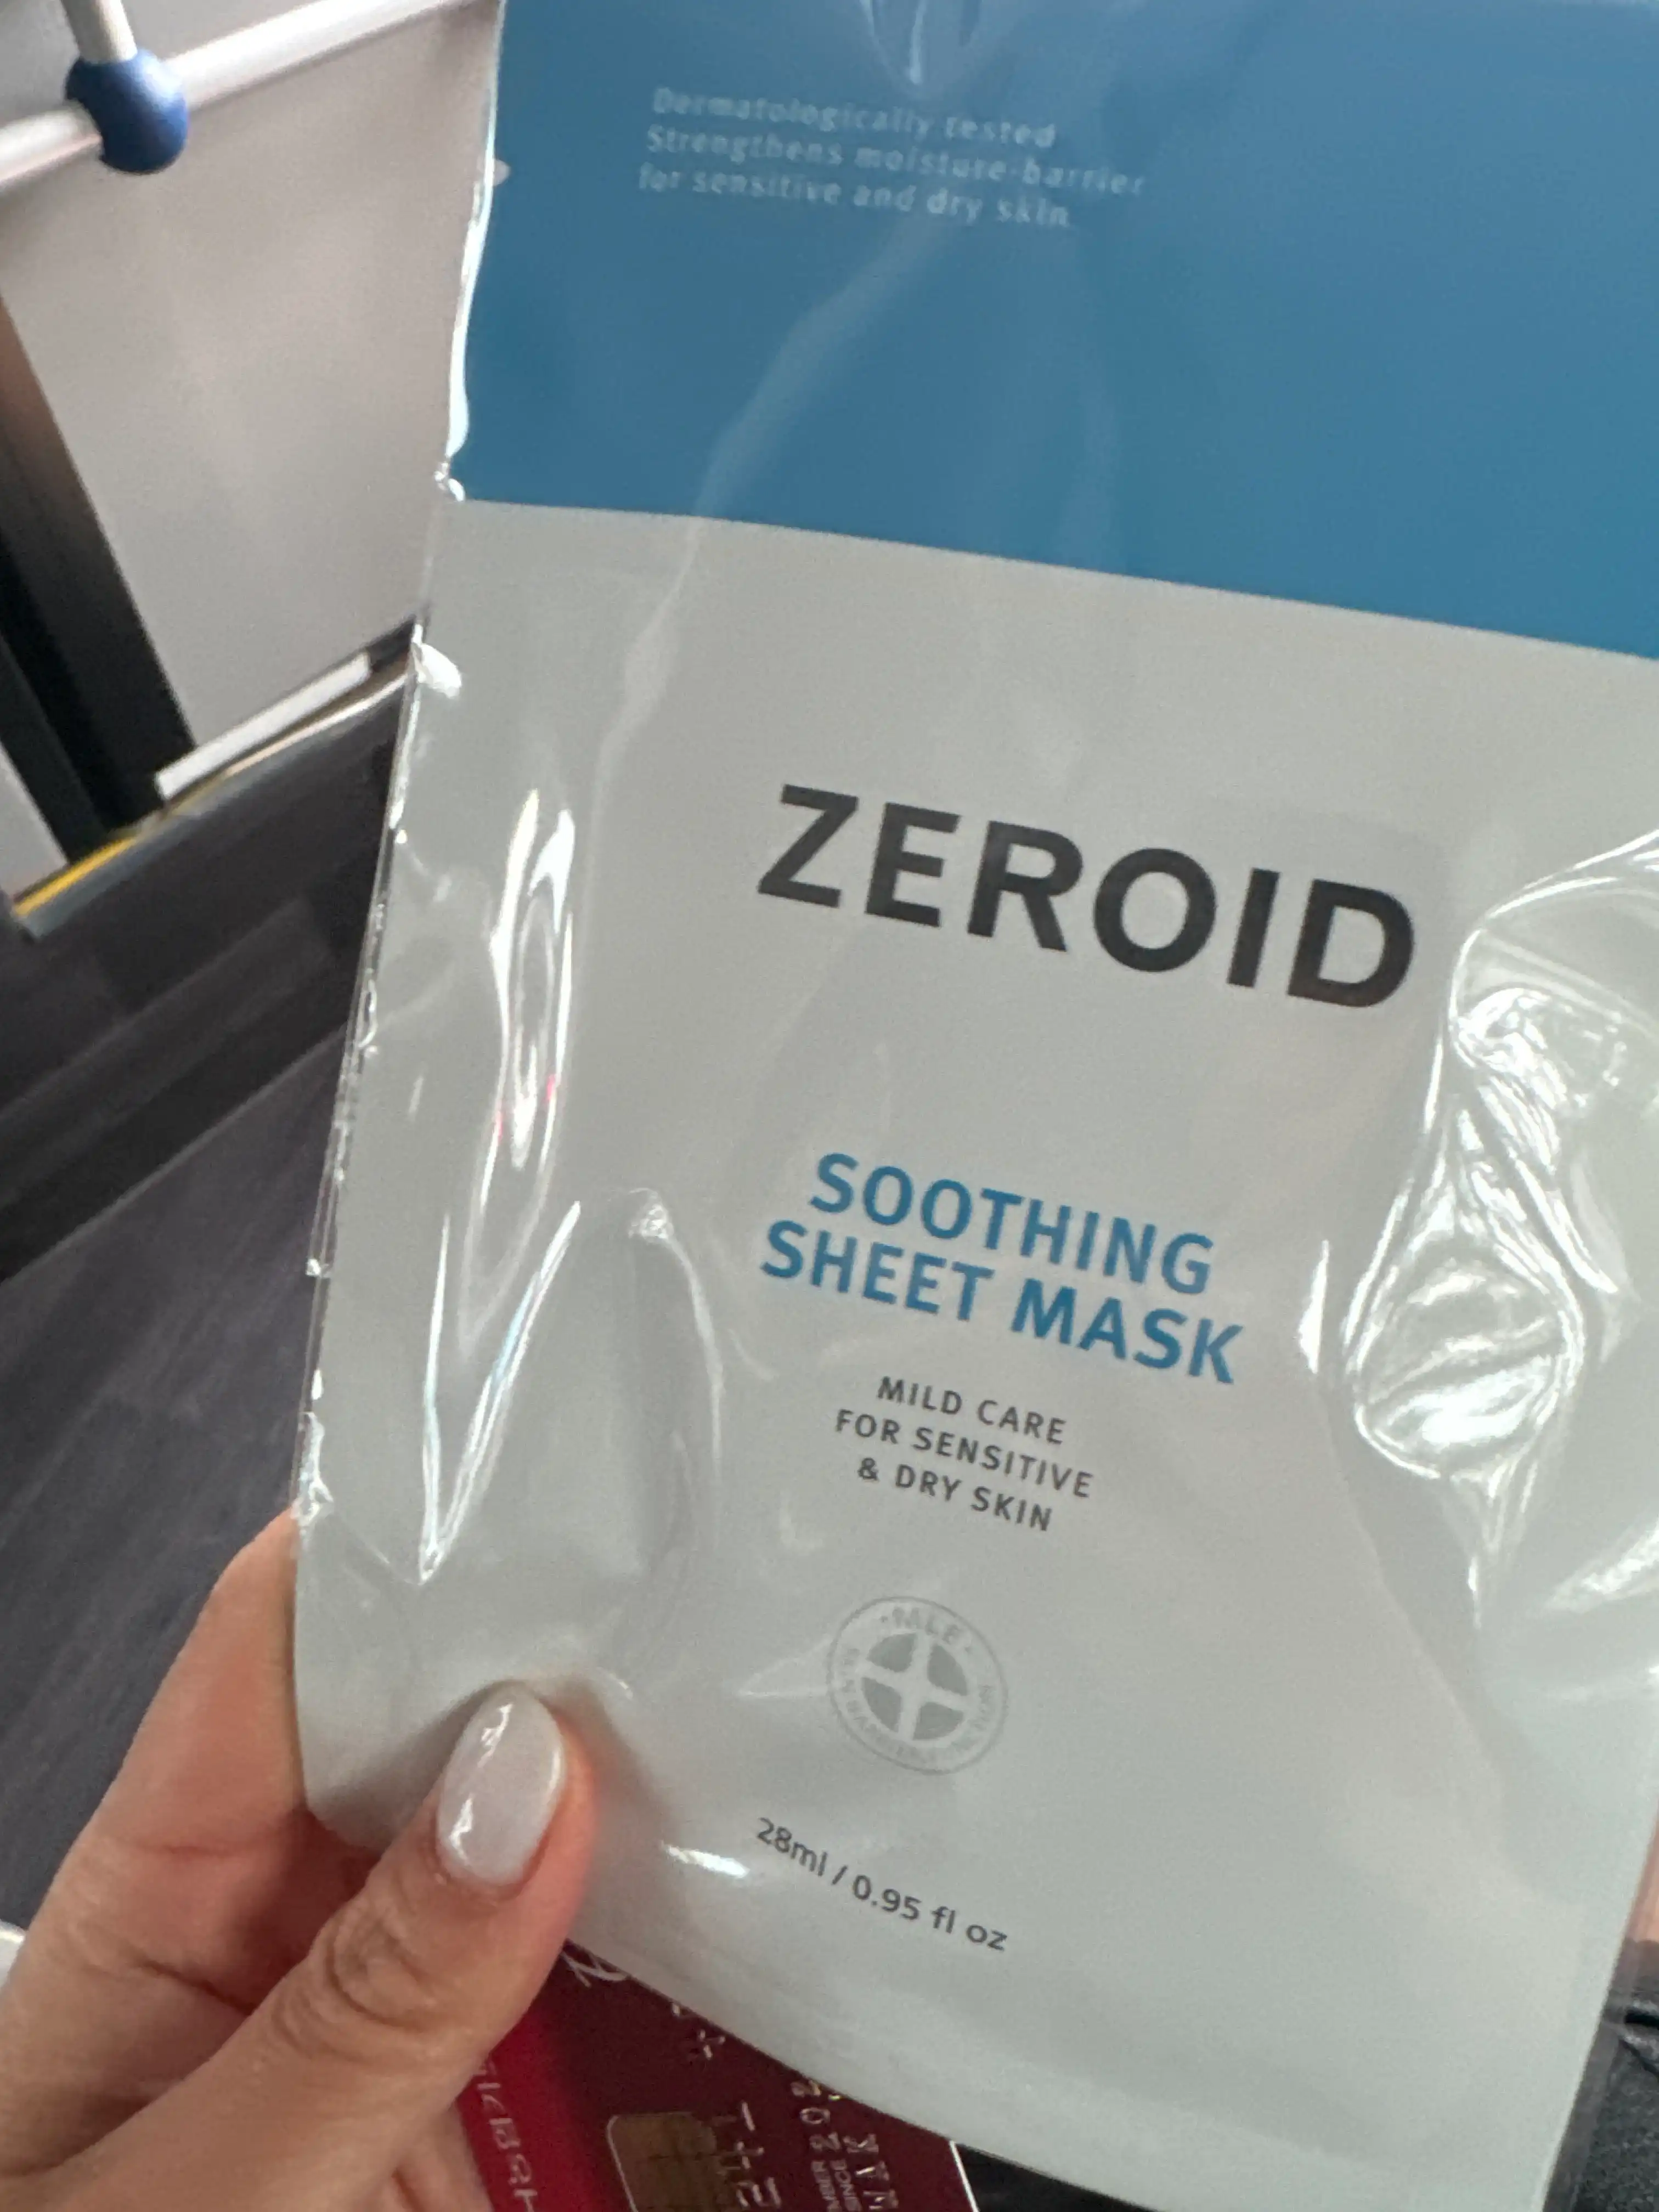 Dermatologically tested
Strengthens moisture-barrier
for sensitive and dry skin
ZEROID
SOOTHING
SHEET MASK
MILD CARE
FOR SENSITIVE
& DRY SKIN
MLE
28ml / 0.95 fl oz